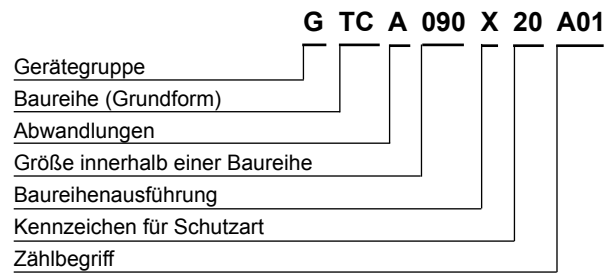 G TC A 090 X 20 A01
Gerätegruppe
Baureihe (Grundform)
Abwandlungen
Größe innerhalb einer Baureihe
Baureihenausführung
Kennzeichen für Schutzart
Zählbegriff